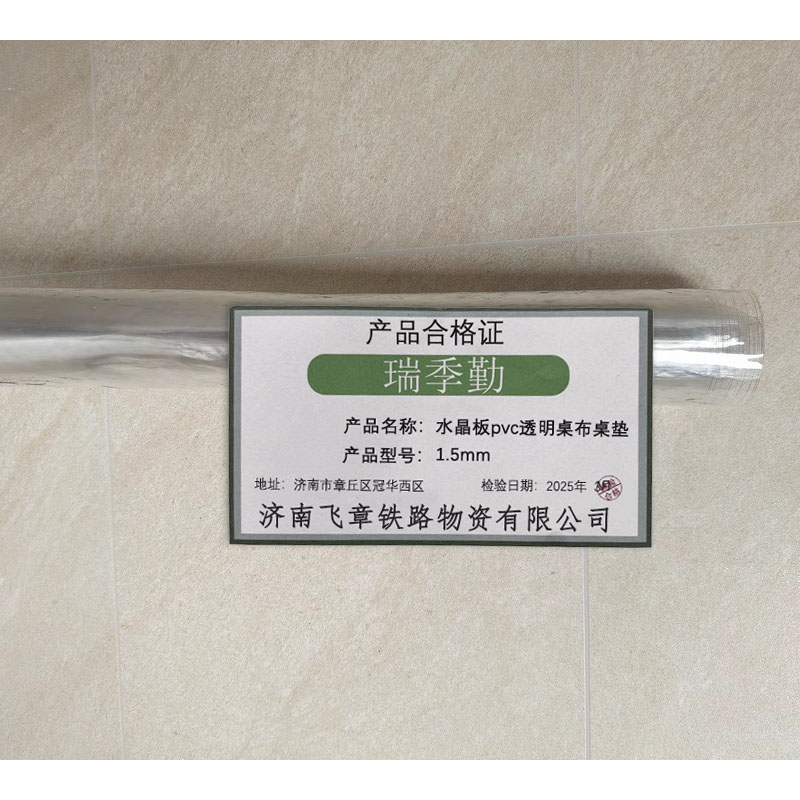 产品合格证
瑞季勤
产品名称：水晶板pvc透明桌布桌垫
产品型号：1.5mm
地址：济南市章丘区冠华西区 检验日期：2025年
济南飞章铁路物资有限公司